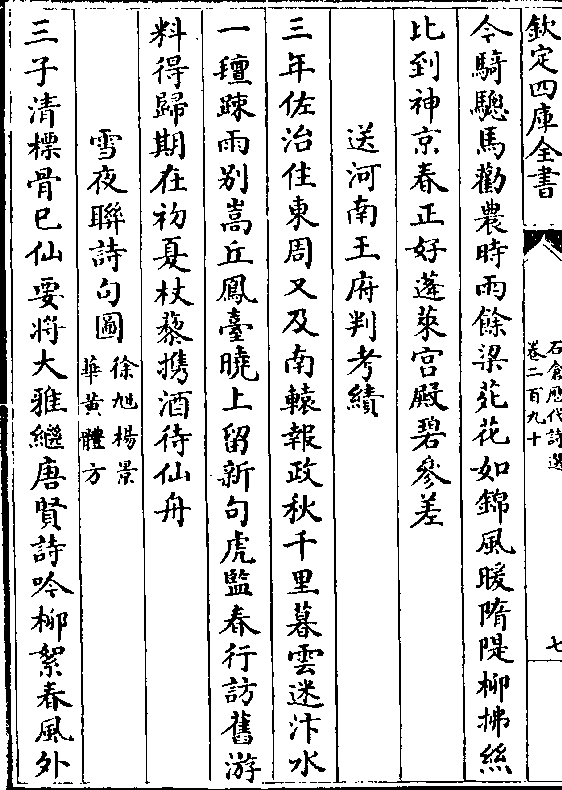 欽定四庫全書
石倉歷代詩選
卷二百九十
七
今騎驄馬勸農時雨餘梁苑花如錦風暖隋隄柳拂絲
比到神京春正好蓬萊宫殿碧參差
送河南王府判考績
三年佐治住東周又及南轅報政秋千里暮雲迷汴水
一罇踈雨别嵩丘鳳臺曉上留新句虎監春行訪舊游
料得歸期在初夏杖藜携酒待仙舟
雪夜聯詩句圖
徐旭楊景
華黄體方
三子清標骨已仙要將大雅繼唐賢詩吟柳絮春風外